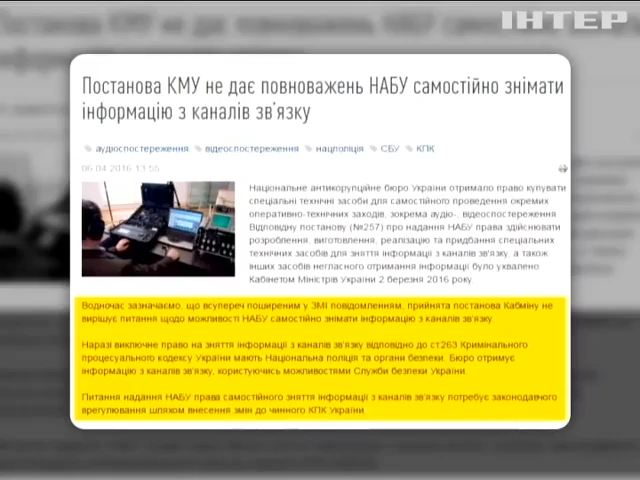 ІНТЕР
Постанова КМУ не дає повноважень НАБУ самостійно знімати
інформацію з каналів зв'язку
аудіоспостереження відеоспостереження нацполіція СБУ КПК
06.04.2016 13:55
Національне антикорупційне бюро України отримало право купувати
спеціальні технічні засоби для самостійного проведення окремих
оперативно-технічних заходів, зокрема аудіо-, відеоспостереження
Відповідну постанову (№257) про надання НАБУ права здійснювати
розроблення, виготовлення, реалізацію та придбання спеціальних
технічних засобів для зняття інформації з каналів зв'язку, а також
інших засобів негласного отримання інформації було ухвалено
Кабінетом Міністрів України 2 березня 2016 року.
Водночас зазначаємо, що всупереч поширеним у ЗМІ повідомленням, прийнята постанова Кабміну не
вирішує питання щодо можливості НАБУ самостійно знімати інформацію з каналів зв'язку.
Наразі виключне право на зняття інформації з каналів зв'язку відповідно до ст263 Кримінального
процесуального кодексу України мають Національна поліція та органи безпеки. Бюро отримує
інформацію з каналів зв'язку, користуючись можливостями Служби безпеки України.
Питання надання НАБУ права самостійного зняття інформації з каналів зв'язку потребує законодавчого
врегулювання шляхом внесення змін до чинного КПК України.